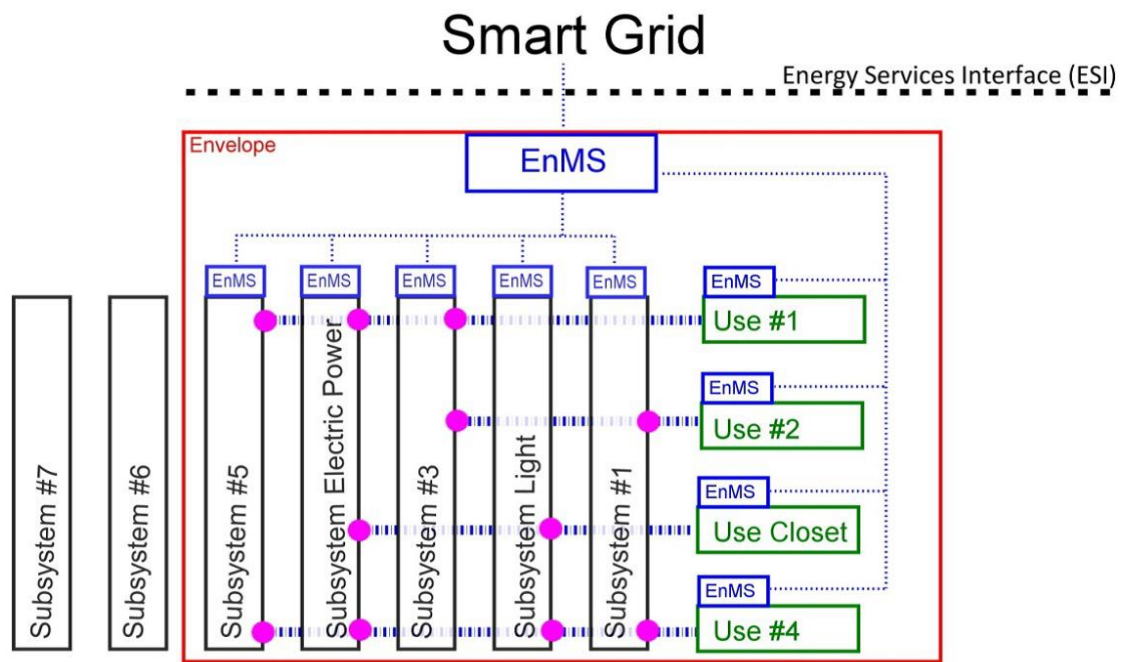 Smart Grid
Energy Services Interface (ESI)
Envelope
EnMS
EnMS
EnMS
EnMS
EnMS
EnMS
EnMS
Use #1
EnMS
Use #2
EnMS
Use Closet
EnMS
Use #4
Subsystem #7
Subsystem #6
Subsystem #5
Subsystem Electric Power
Subsystem #3
Subsystem Light
Subsystem #1